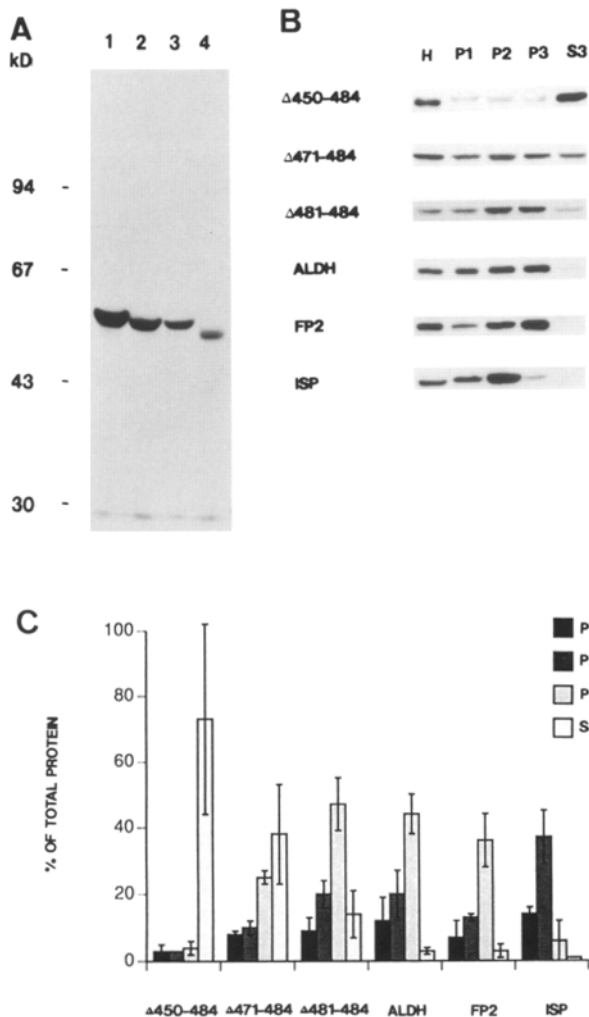 A
kD
1 2 3 4
94 -
67 -
43 -
30 -
B
H P1 P2 P3 S3
Δ450-484
Δ471-484
Δ481-484
ALDH
FP2
ISP
C
% OF TOTAL PROTEIN
100
80
60
40
20
0
P
P
P
S
Δ450-484 Δ471-484 Δ481-484 ALDH FP2 ISP